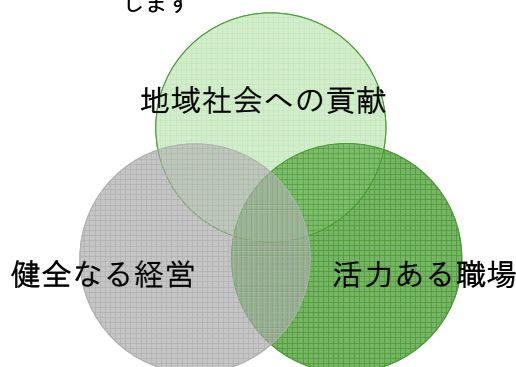 します
地域社会への貢献
健全なる経営
活力ある職場